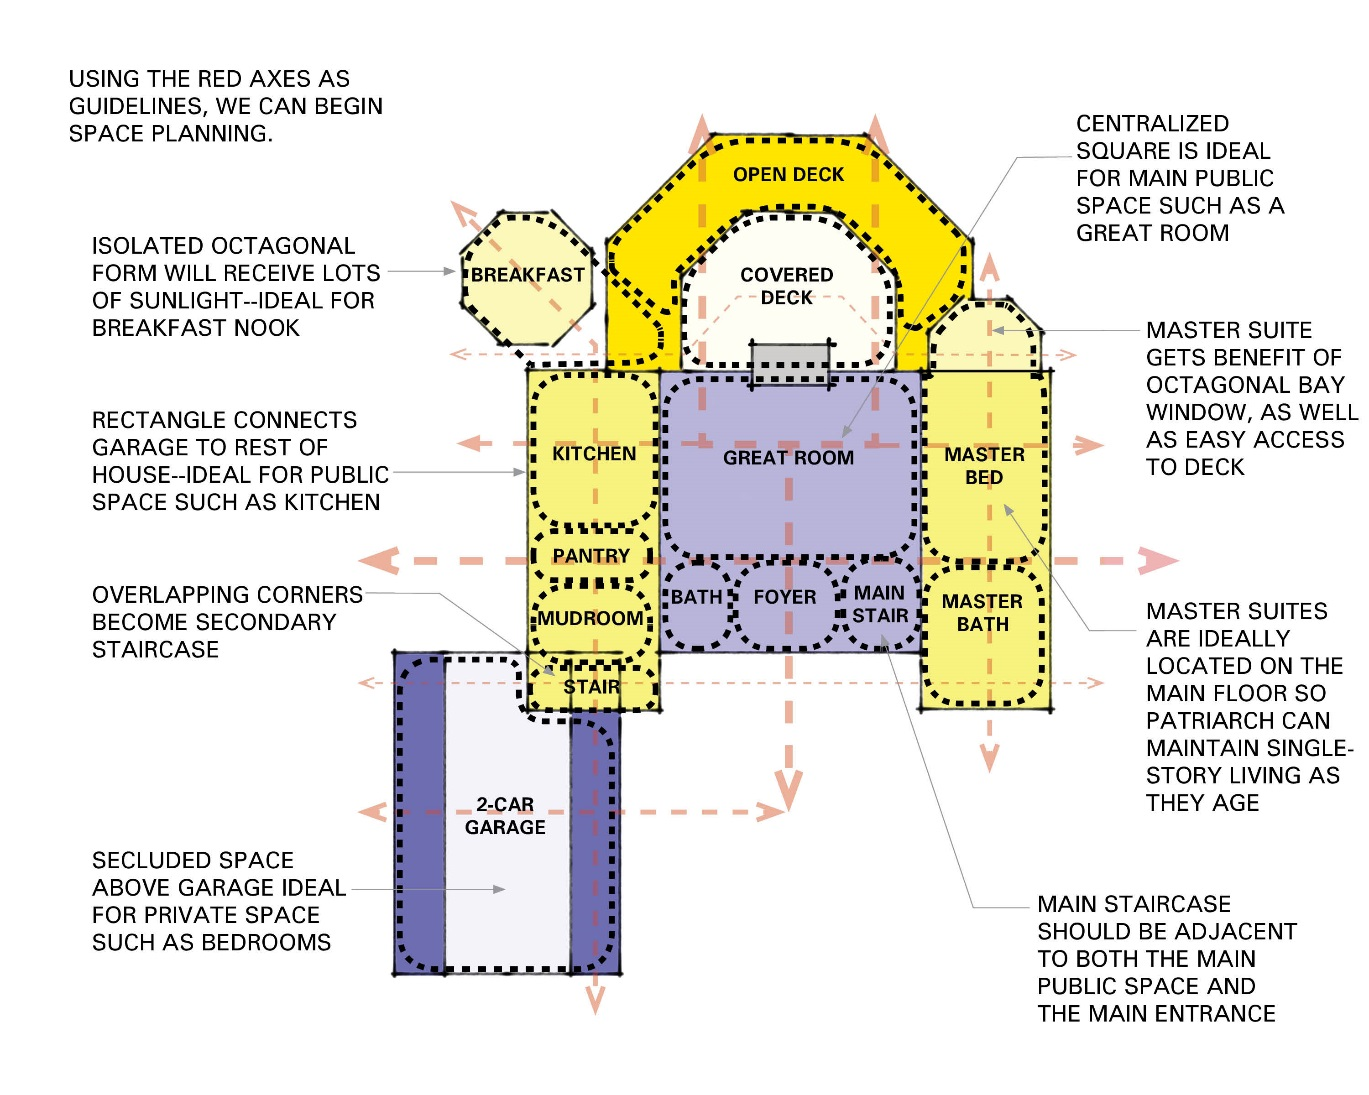 USING THE RED AXES AS
GUIDELINES, WE CAN BEGIN
SPACE PLANNING.
ISOLATED OCTAGONAL
FORM WILL RECEIVE LOTS
OF SUNLIGHT--IDEAL FOR
BREAKFAST NOOK
RECTANGLE CONNECTS
GARAGE TO REST OF
HOUSE--IDEAL FOR PUBLIC
SPACE SUCH AS KITCHEN
OVERLAPPING CORNERS
BECOME SECONDARY
STAIRCASE
SECLUDED SPACE
ABOVE GARAGE IDEAL
FOR PRIVATE SPACE
SUCH AS BEDROOMS
OPEN DECK
BREAKFAST
COVERED
DECK
KITCHEN
GREAT ROOM
MASTER
BED
PANTRY
MUDROOM
BATH
FOYER
MAIN
STAIR
MASTER
BATH
STAIR
2-CAR
GARAGE
CENTRALIZED
SQUARE IS IDEAL
FOR MAIN PUBLIC
SPACE SUCH AS A
GREAT ROOM
MASTER SUITE
GETS BENEFIT OF
OCTAGONAL BAY
WINDOW, AS WELL
AS EASY ACCESS
TO DECK
MASTER SUITES
ARE IDEALLY
LOCATED ON THE
MAIN FLOOR SO
PATRIARCH CAN
MAINTAIN SINGLE-
STORY LIVING AS
THEY AGE
MAIN STAIRCASE
SHOULD BE ADJACENT
TO BOTH THE MAIN
PUBLIC SPACE AND
THE MAIN ENTRANCE